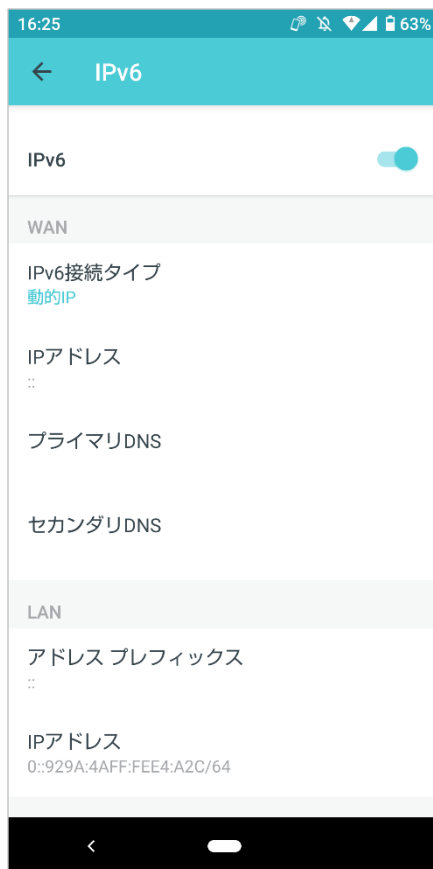 16:25
63%
IPv6
IPv6
WAN
IPv6接続タイプ
動的IP
IPアドレス
::
プライマリDNS
セカンダリDNS
LAN
アドレス プレフィックス
::
IPアドレス
0::929A:4AFF:FEE4:A2C/64